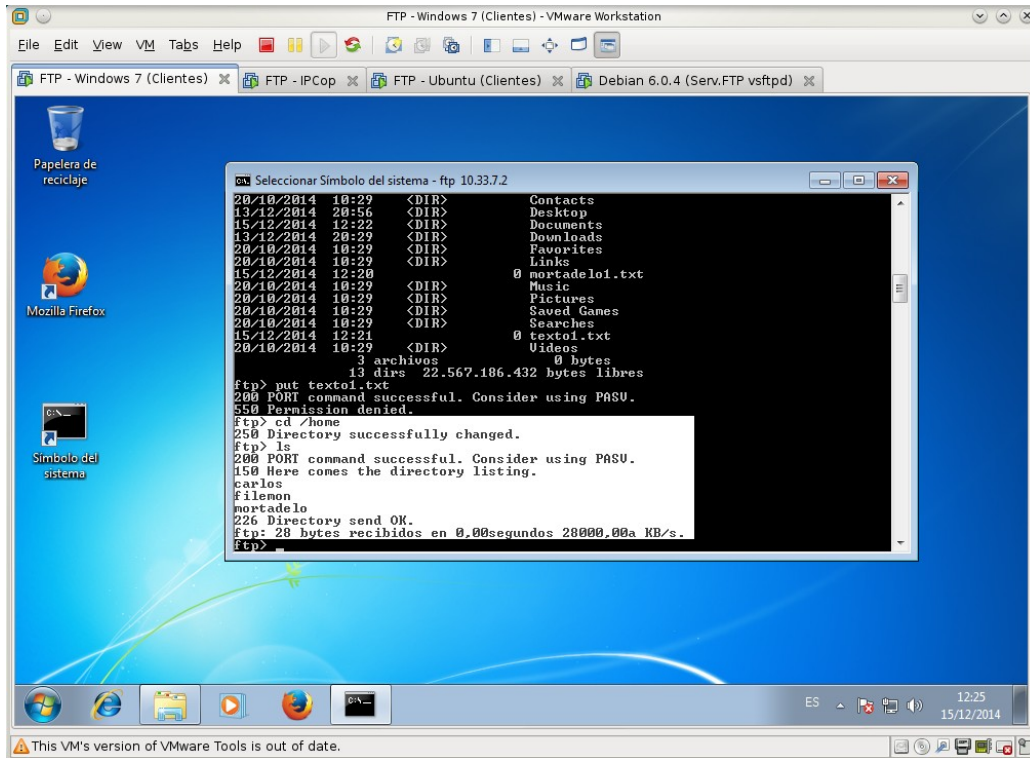 FTP - Windows 7 (Clientes) - VMware Workstation
File Edit View VM Tabs Help
FTP - Windows 7 (Clientes) FTP - IPCop FTP - Ubuntu (Clientes) Debian 6.0.4 (Serv.FTP vsftpd)
Papelera de
reciclaje
Mozilla Firefox
C:\_
Símbolo del
sistema
Seleccionar Símbolo del sistema - ftp 10.33.7.2
20/10/2014 10:29 <DIR> Contacts
13/12/2014 20:56 <DIR> Desktop
15/12/2014 12:22 <DIR> Documents
13/12/2014 20:29 <DIR> Downloads
20/10/2014 10:29 <DIR> Favorites
20/10/2014 10:29 <DIR> Links
15/12/2014 12:20 0 mortadelo1.txt
20/10/2014 10:29 <DIR> Music
20/10/2014 10:29 <DIR> Pictures
20/10/2014 10:29 <DIR> Saved Games
20/10/2014 10:29 <DIR> Searches
15/12/2014 12:21 0 texto1.txt
20/10/2014 10:29 <DIR> Videos
3 archivos 0 bytes
13 dirs 22.567.186.432 bytes libres
ftp> put texto1.txt
200 PORT command successful. Consider using PASV.
550 Permission denied.
ftp> cd /home
250 Directory successfully changed.
ftp> ls
200 PORT command successful. Consider using PASV.
150 Here comes the directory listing.
carlos
filemon
mortadelo
226 Directory send OK.
ftp: 28 bytes recibidos en 0,00segundos 28000,00a KB/s.
ftp> _
ES 12:25
15/12/2014
This VM's version of VMware Tools is out of date.